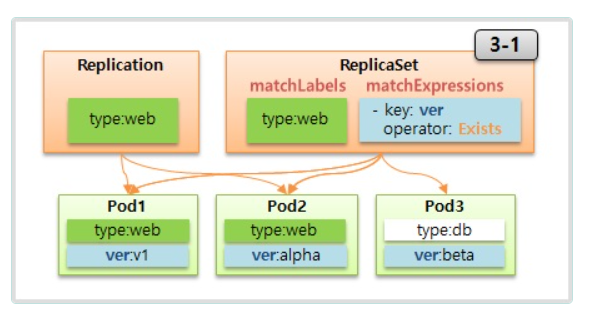 3-1
Replication
type:web
ReplicaSet
matchLabels
matchExpressions
type:web
- key: ver
operator: Exists
Pod1
type:web
ver:v1
Pod2
type:web
ver:alpha
Pod3
type:db
ver:beta